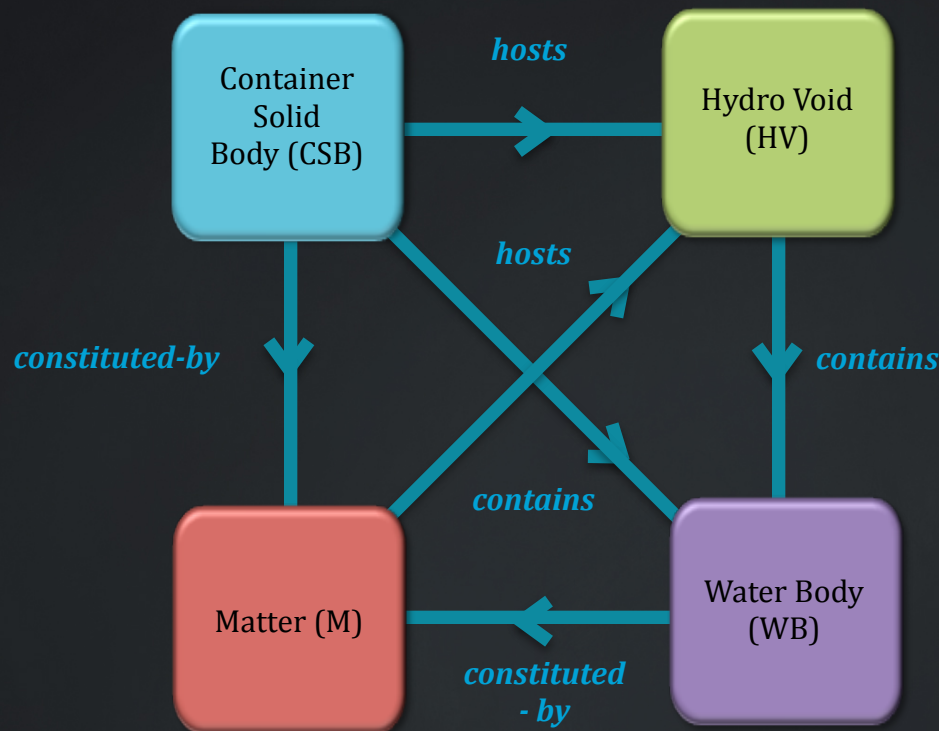 hosts
Container
Solid
Body (CSB)
Hydro Void
(HV)
hosts
constituted-by
contains
contains
Matter (M)
Water Body
(WB)
constituted
- by